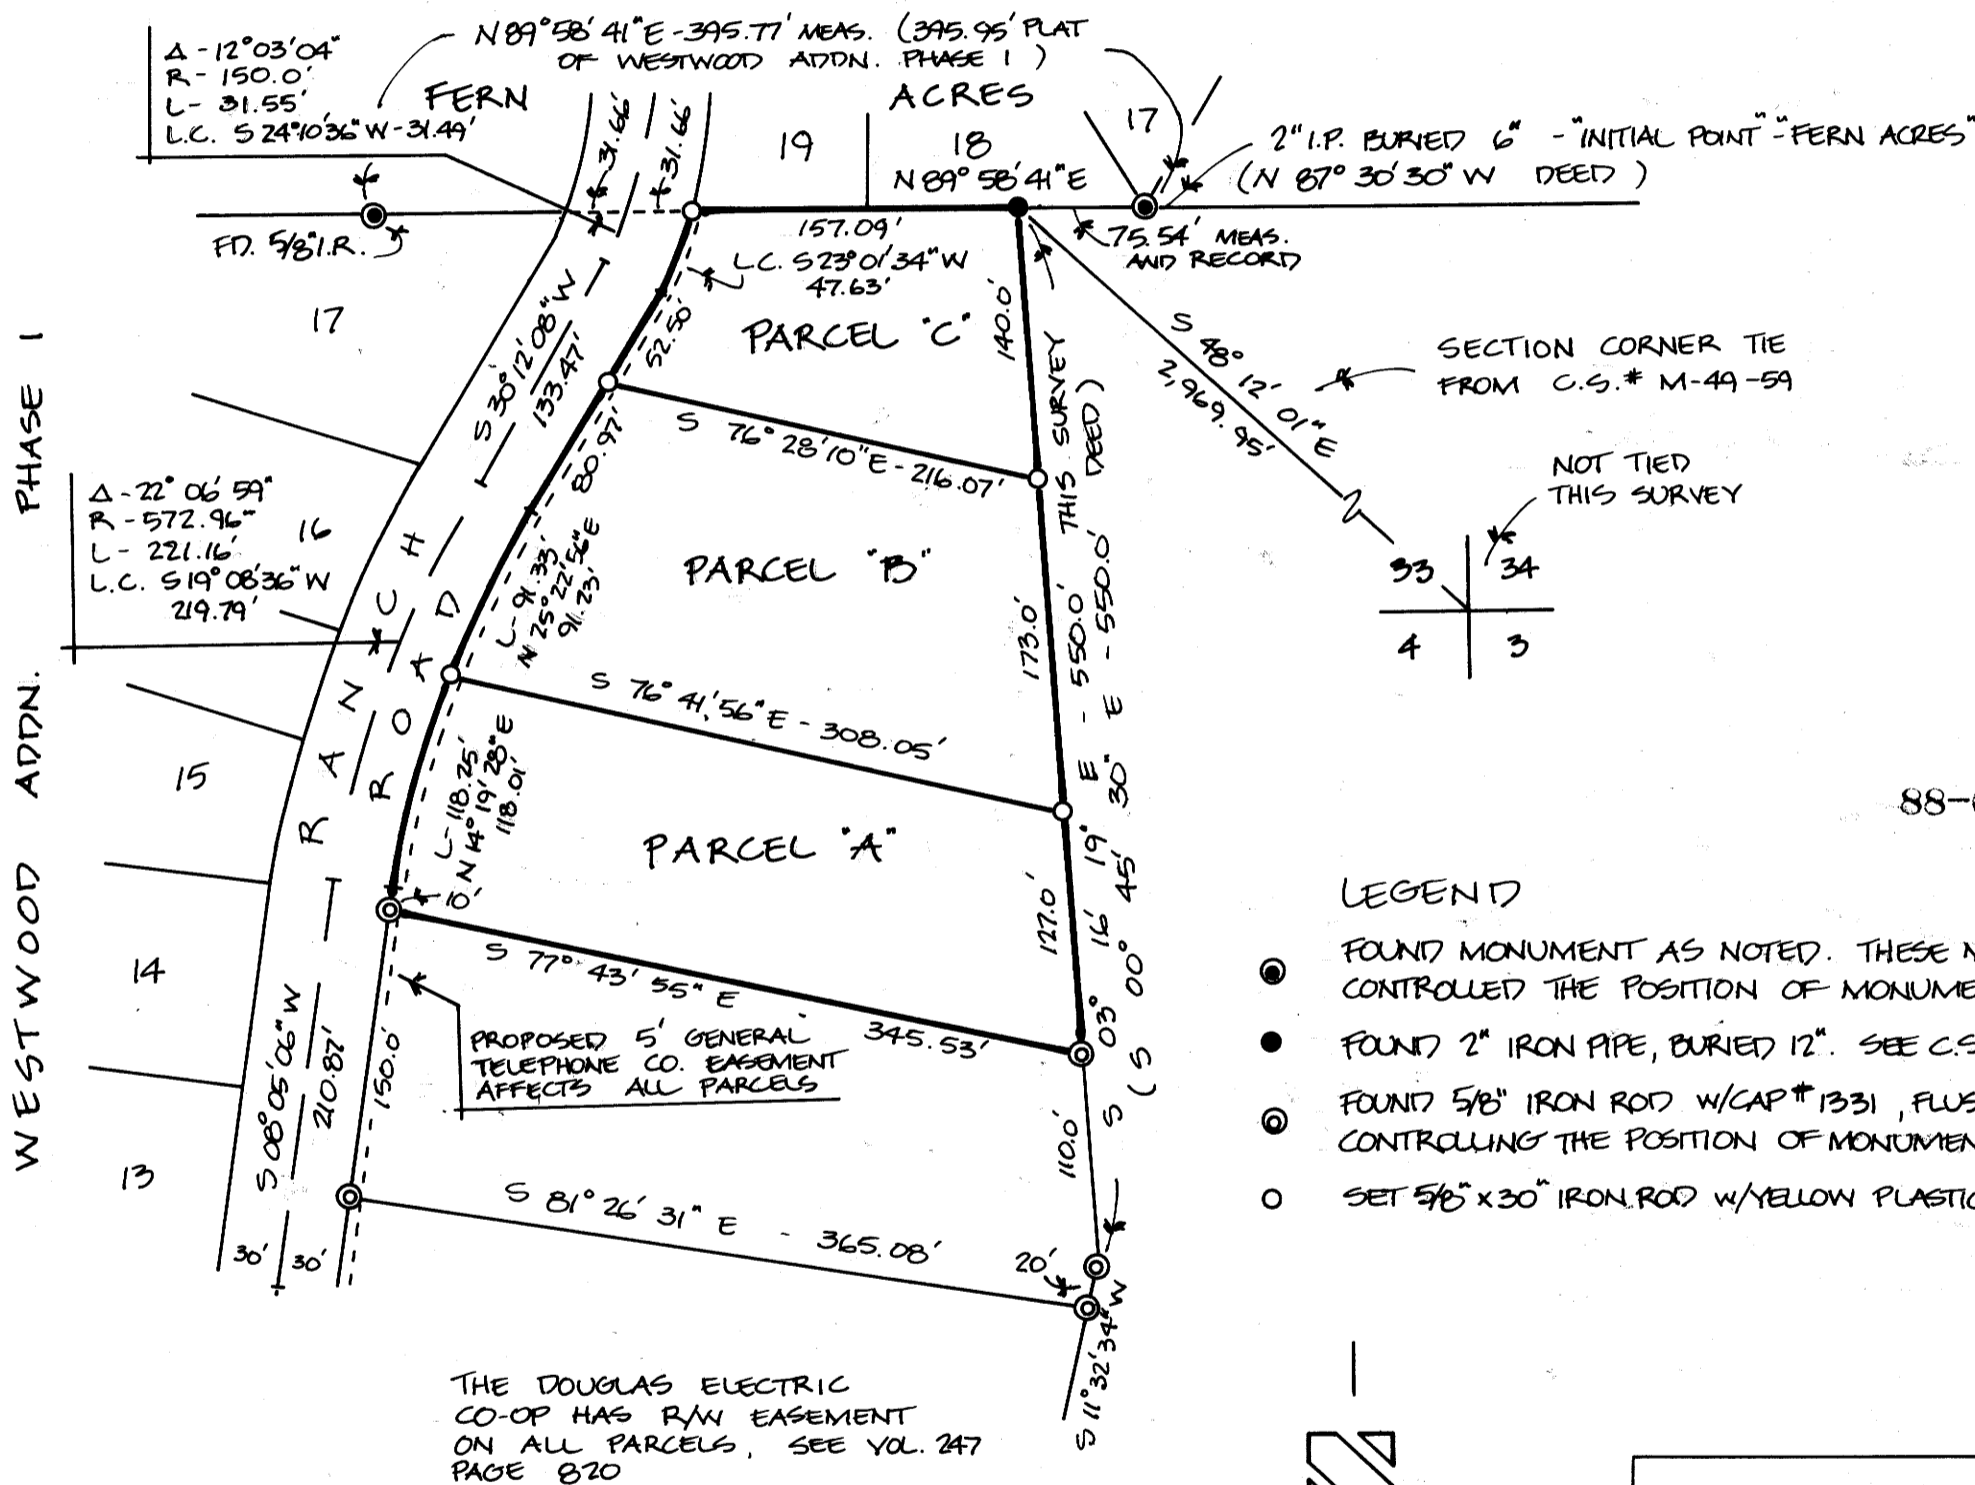 Δ - 12°03'04"
R - 150.0'
L - 31.55'
L.C. S 24°10'36" W - 31.49'
N 89°58'41" E - 395.77' MEAS. (395.95' PLAT
OF WESTWOOD ADDN. PHASE 1 )
FERN
ACRES
31.66'
31.66'
19
18
17
N 89° 58' 41" E
2" I.P. BURIED 6" - "INITIAL POINT" - "FERN ACRES"
(N 87° 30' 30" W DEED )
FD. 5/8" I.R.
157.09'
75.54' MEAS.
AND RECORD
L.C. S 23°01'34" W
47.63'
52.50'
PARCEL "C"
140.0'
17
S 30°12'08" W
133.47'
S 48° 12' 01" E
2,969.95'
SECTION CORNER TIE
FROM C.S.# M-49-59
S 76° 28' 10" E - 216.07'
80.97'
NOT TIED
THIS SURVEY
33
34
4
3
WESTWOOD ADDN. PHASE 1
Δ - 22° 06' 59"
R - 572.96'
L - 221.16'
L.C. S 19° 08' 36" W
219.79'
16
RANCH
ROAD
PARCEL "B"
L - 91.33'
N 25° 22' 56" E
91.23'
173.0'
S 03° 16' 19" E - 550.0' THIS SURVEY
(S 00° 45' 30" E - 550.0' DEED)
S 76° 41' 56" E - 308.05'
15
L - 118.25'
N 14° 19' 28" E
118.01'
PARCEL "A"
127.0'
88-
10'
S 77° 43' 55" E
345.53'
14
PROPOSED 5' GENERAL
TELEPHONE CO. EASEMENT
AFFECTS ALL PARCELS
S 08° 05' 06" W
210.87'
150.0'
13
110.0'
S 81° 26' 31" E - 365.08'
20'
30'
30'
S 11° 32' 34" W
LEGEND
FOUND MONUMENT AS NOTED. THESE
CONTROLLED THE POSITION OF MONUME
FOUND 2" IRON PIPE, BURIED 12". SEE C.S
FOUND 5/8" IRON ROD W/CAP # 1331 , FLUS
CONTROLLING THE POSITION OF MONUMEN
SET 5/8" x 30" IRON ROD W/YELLOW PLASTIC
THE DOUGLAS ELECTRIC
CO-OP HAS R/W EASEMENT
ON ALL PARCELS, SEE VOL. 247
PAGE 820